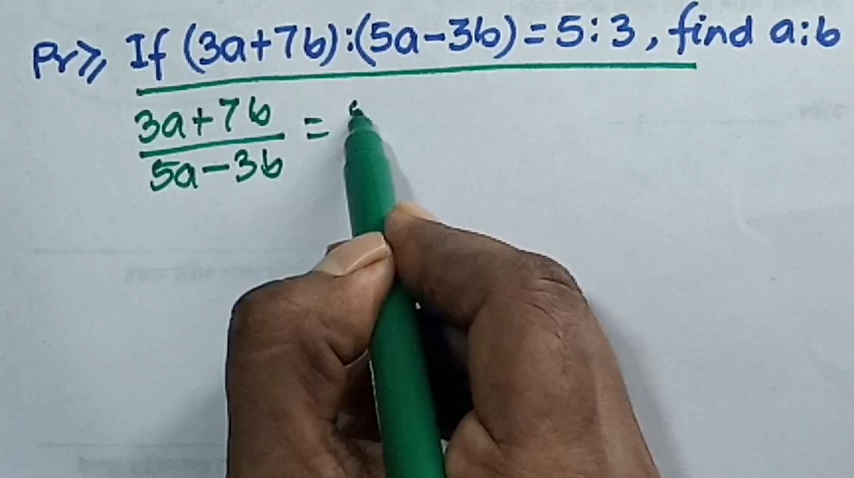 Pr⩾ If (3a+7b):(5a-3b)=5:3, find a:b
3a+7b
=
5a-3b